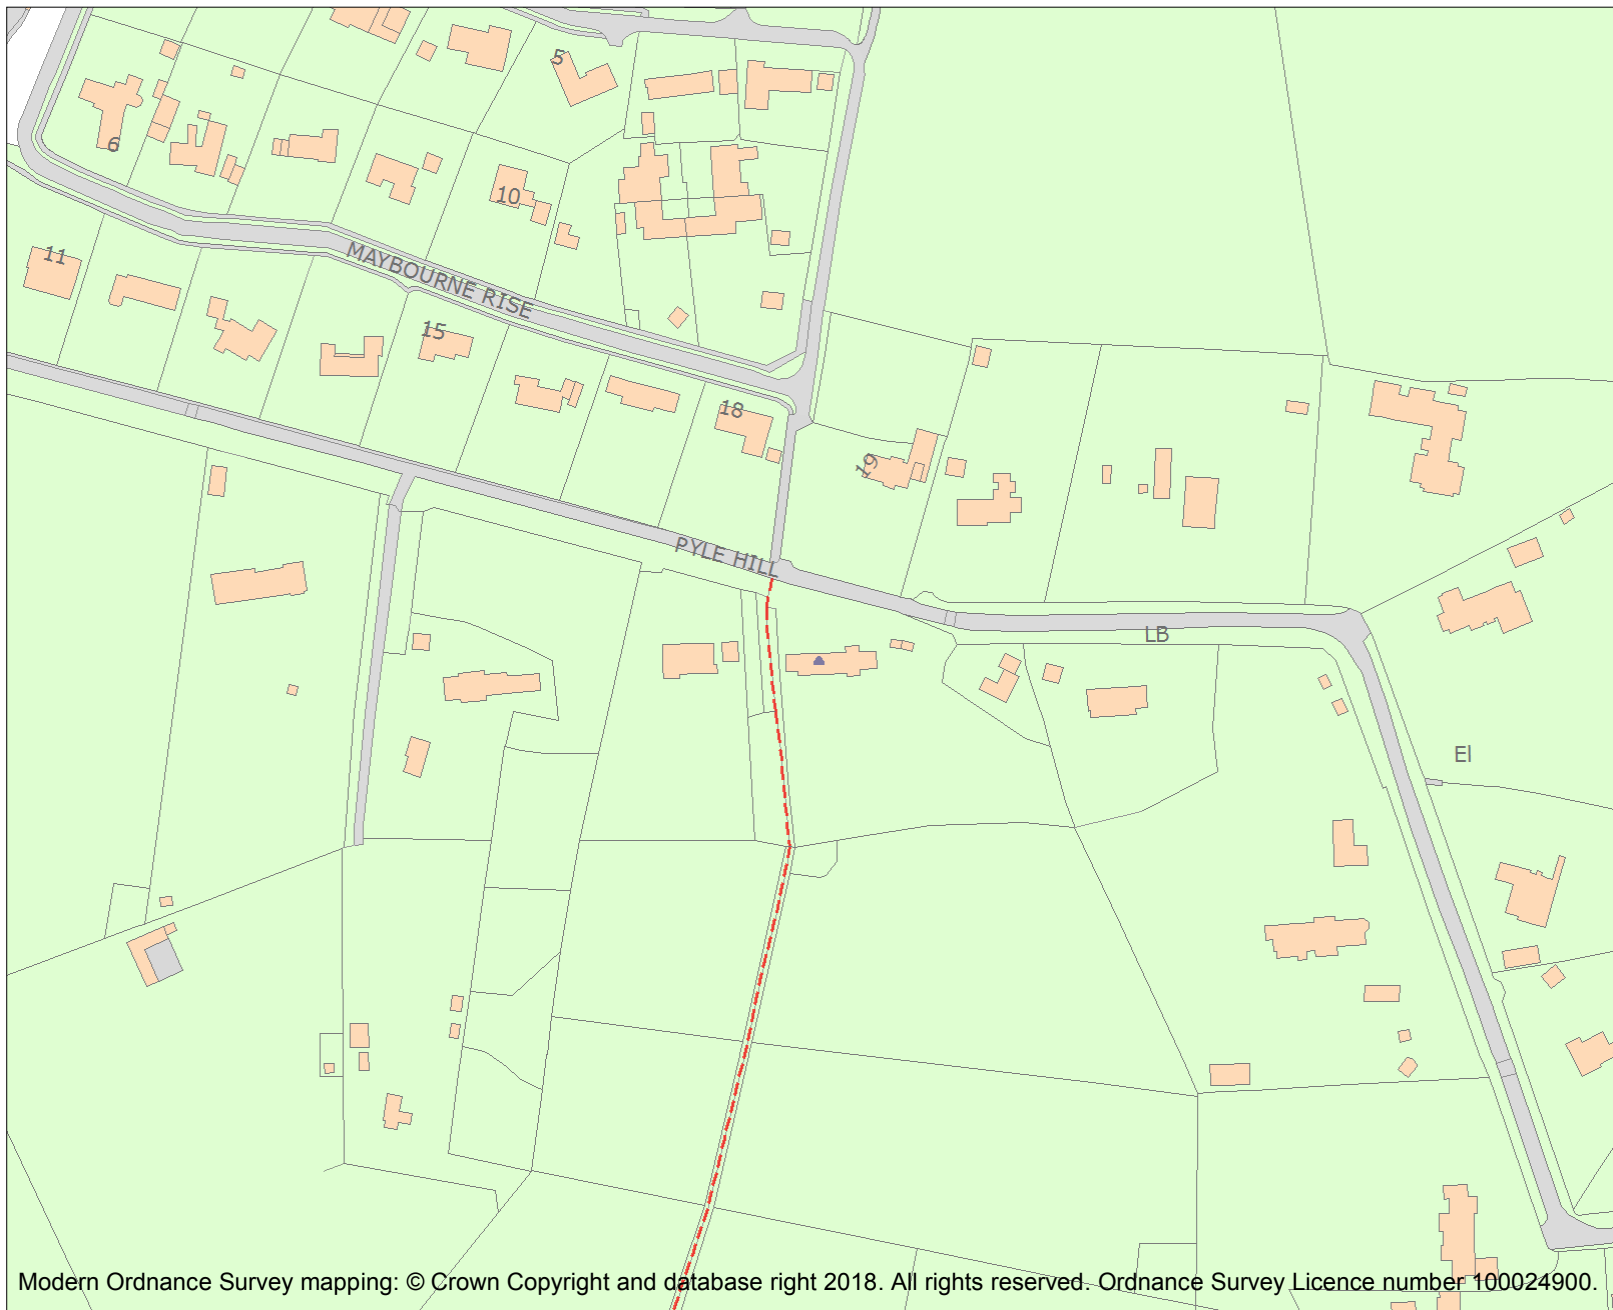 5
6
10
11
MAYBOURNE RISE
15
18
19
PYLE HILL
LB
El
Modern Ordnance Survey mapping: © Crown Copyright and database right 2018. All rights reserved. Ordnance Survey Licence number 100024900.